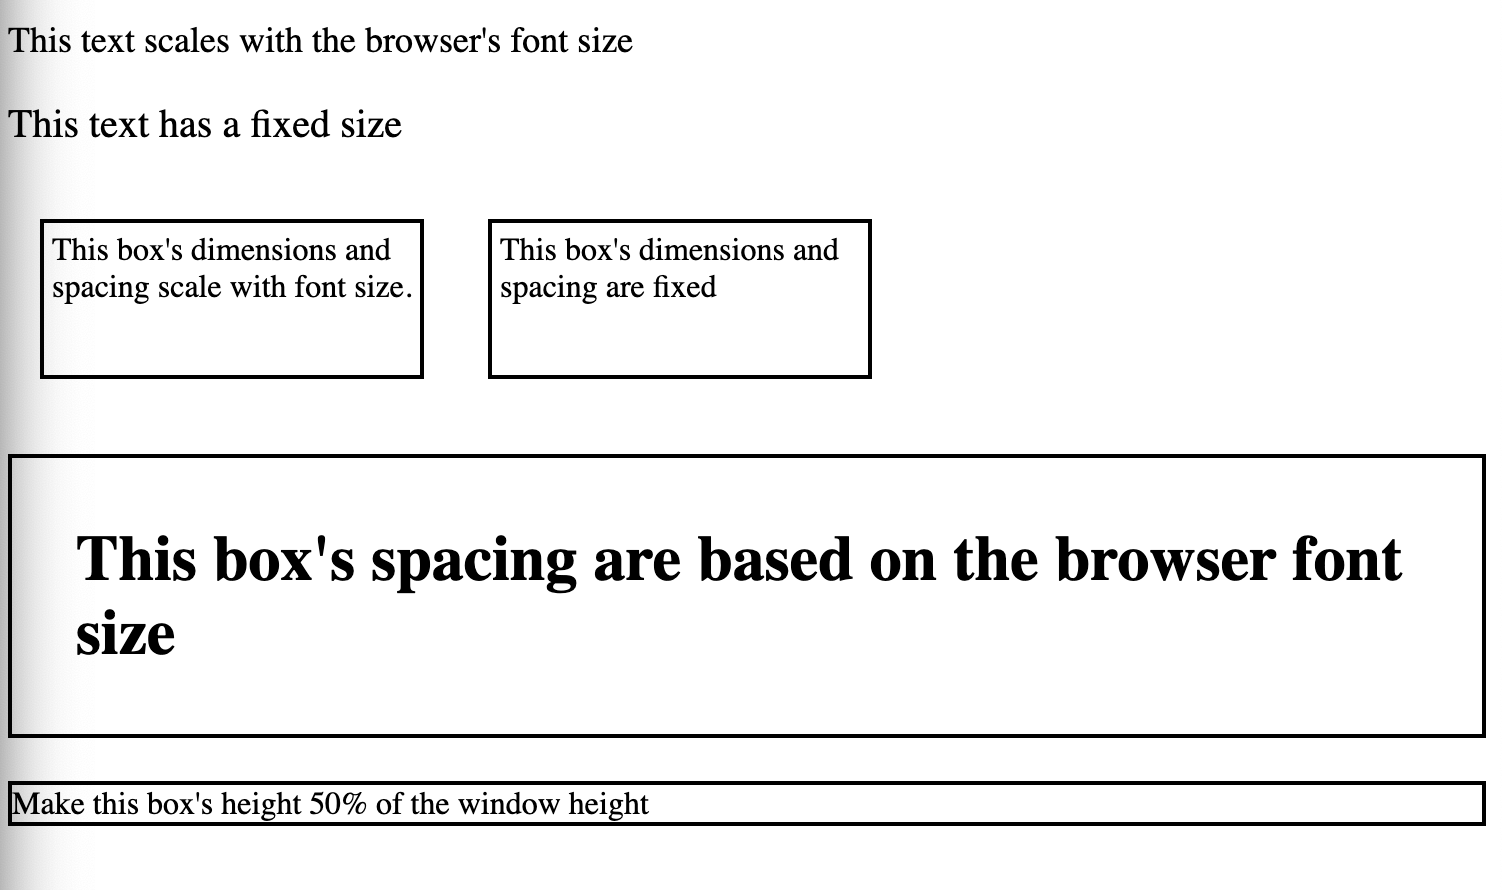 This text scales with the browser's font size
This text has a fixed size
This box's dimensions and
spacing scale with font size.
This box's dimensions and
spacing are fixed
This box's spacing are based on the browser font
size
Make this box's height 50% of the window height